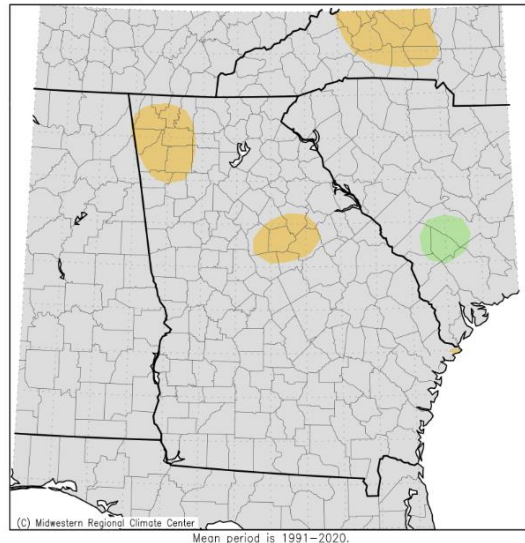 (C) Midwestern Regional Climate Center
Mean period is 1991-2020.